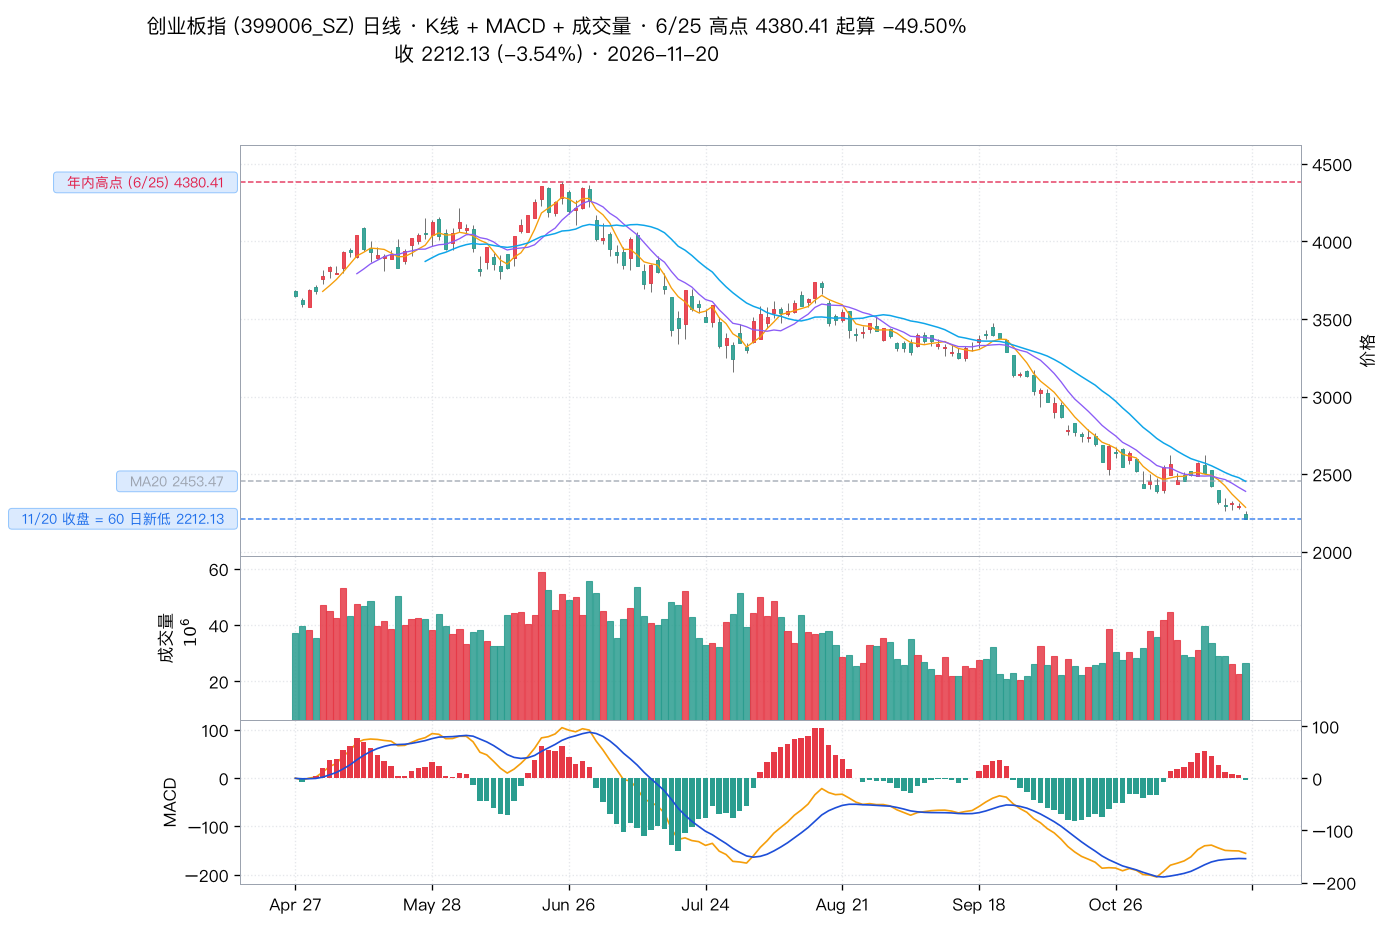 创业板指 (399006_SZ) 日线 · K线 + MACD + 成交量 · 6/25 高点 4380.41 起算 −49.50%
收 2212.13 (−3.54%) · 2026−11−20
年内高点 (6/25) 4380.41
MA20 2453.47
11/20 收盘 = 60 日新低 2212.13
4500
4000
3500
3000
2500
2000
价格
60
40
20
成交量
10^6
100
0
−100
−200
MACD
100
0
−100
−200
Apr 27
May 28
Jun 26
Jul 24
Aug 21
Sep 18
Oct 26